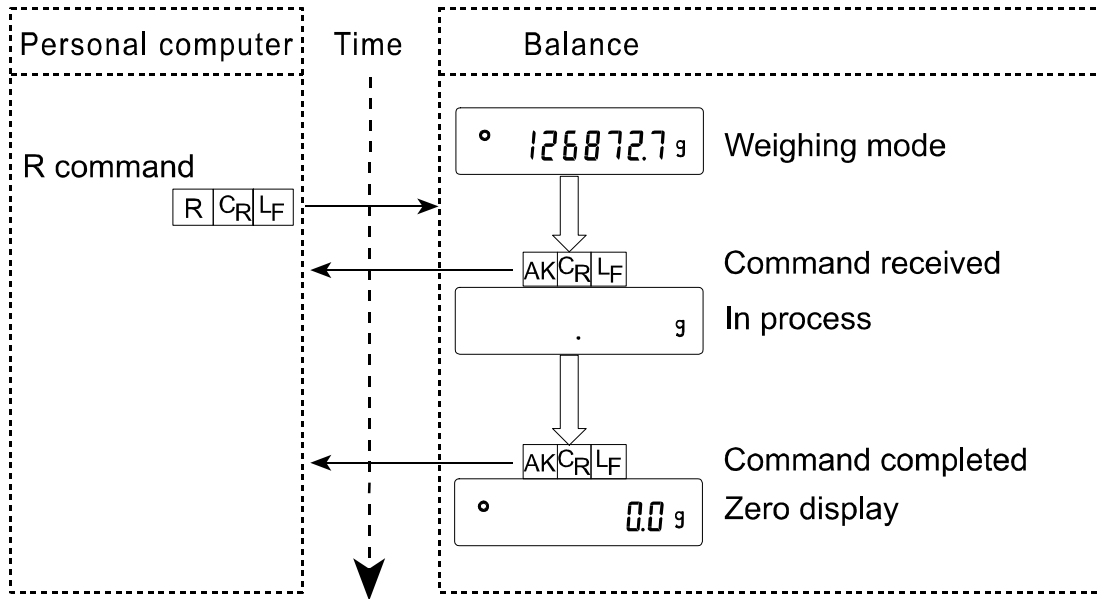 Personal computer
Time
Balance
126872.7 g
Weighing mode
R command
R CR LF
AK CR LF
Command received
. g
In process
AK CR LF
Command completed
0.0 g
Zero display